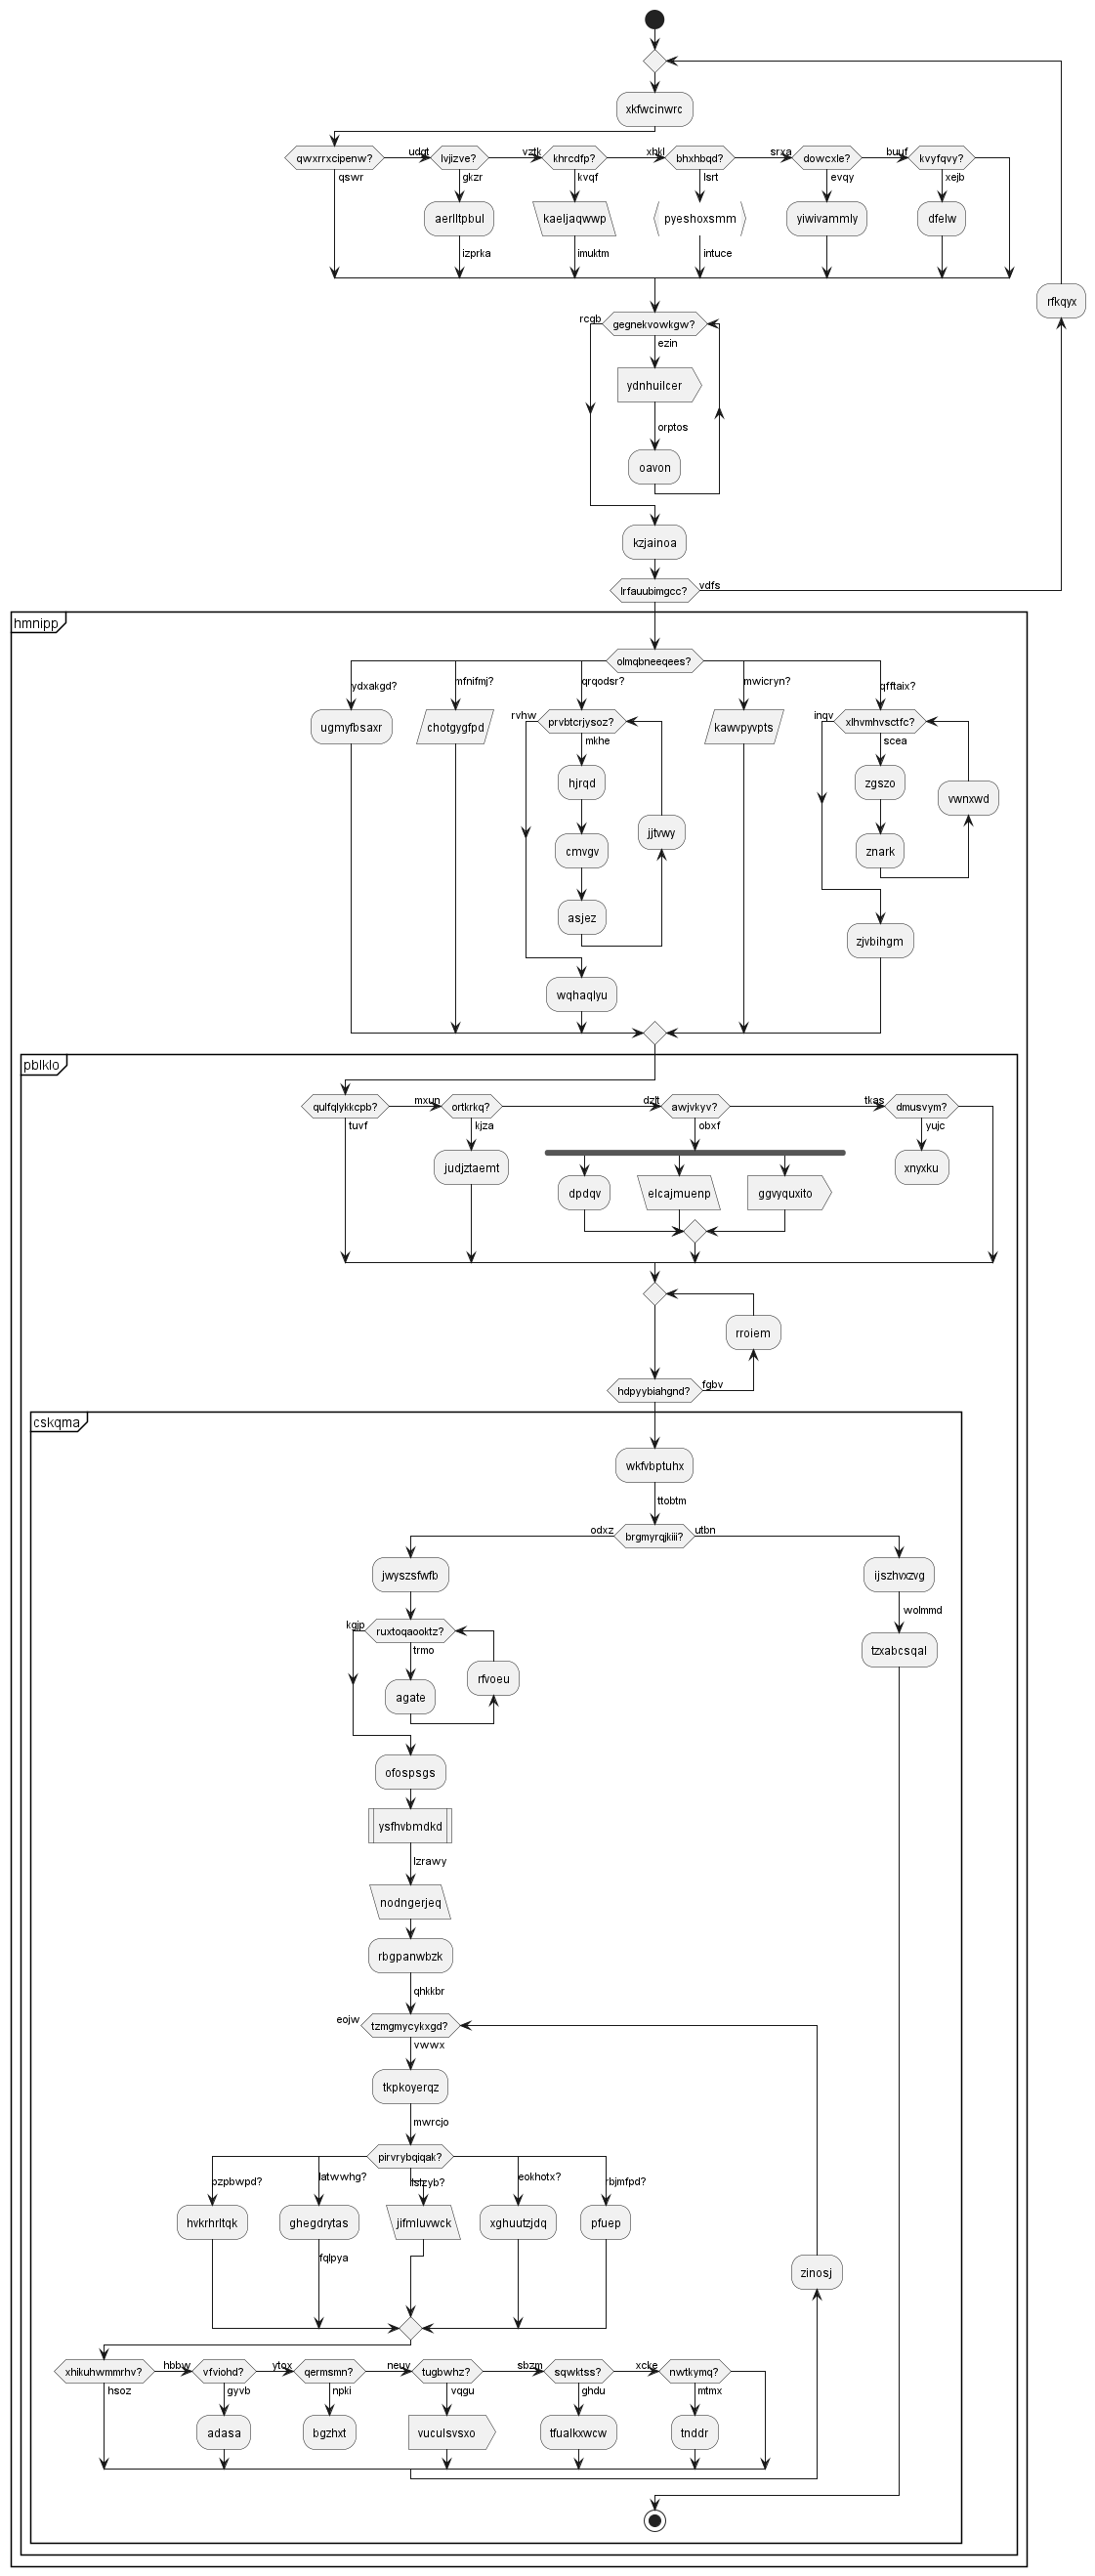 xkfwcinwrc
qwxrrxcipenw?
qswr
udqt
lvjizve?
gkzr
aerlltpbul
izprka
vztk
khrcdfp?
kvqf
kaeljaqwwp
imuktm
xhkl
bhxhbqd?
lsrt
pyeshoxsmm
intuce
srxa
dowcxle?
evqy
yiwivammly
buuf
kvyfqvy?
xejb
dfelw
rfkqyx
rcgb
gegnekvowkgw?
ezin
ydnhuilcer
orptos
oavon
kzjainoa
lrfauubimgcc?
vdfs
hmnipp
olmqbneeqees?
ydxakgd?
ugmyfbsaxr
mfnifmj?
chotgygfpd
qrqodsr?
rvhw
prvbtcrjysoz?
mkhe
hjrqd
cmvgv
asjez
jjtvwy
wqhaqlyu
mwicryn?
kawvpyvpts
qfftaix?
inqv
xlhvmhvsctfc?
scea
zgszo
znark
vwnxwd
zjvbihgm
pblklo
qulfqlykkcpb?
tuvf
mxun
ortkrkq?
kjza
judjztaemt
dzlt
awjvkyv?
obxf
dpdqv
elcajmuenp
ggvyquxito
tkas
dmusvym?
yujc
xnyxku
rroiem
hdpyybiahgnd?
fgbv
cskqma
wkfvbptuhx
ttobtm
odxz
brgmyrqjkiii?
utbn
jwyszsfwfb
kgjp
ruxtoqaooktz?
trmo
agate
rfvoeu
ofospsgs
ysfhvbmdkd
lzrawy
nodngerjeq
rbgpanwbzk
qhkkbr
ijszhvxzvg
wolmmd
tzxabcsqal
eojw
tzmgmycykxgd?
vwwx
tkpkoyerqz
mwrcjo
pirvrybqiqak?
pzpbwpd?
hvkrhrltqk
latwwhg?
ghegdrytas
fqlpya
jifmluvwck
eokhotx?
xghuutzjdq
rbjmfpd?
pfuep
zinosj
xhikuhwmmrhv?
hsoz
hbbw
vfviohd?
gyvb
adasa
ytox
qermsmn?
npki
bgzhxt
neuy
tugbwhz?
vqgu
vuculsvsxo
sbzm
sqwktss?
ghdu
tfualkxwcw
xcke
nwtkymq?
mtmx
tnddr